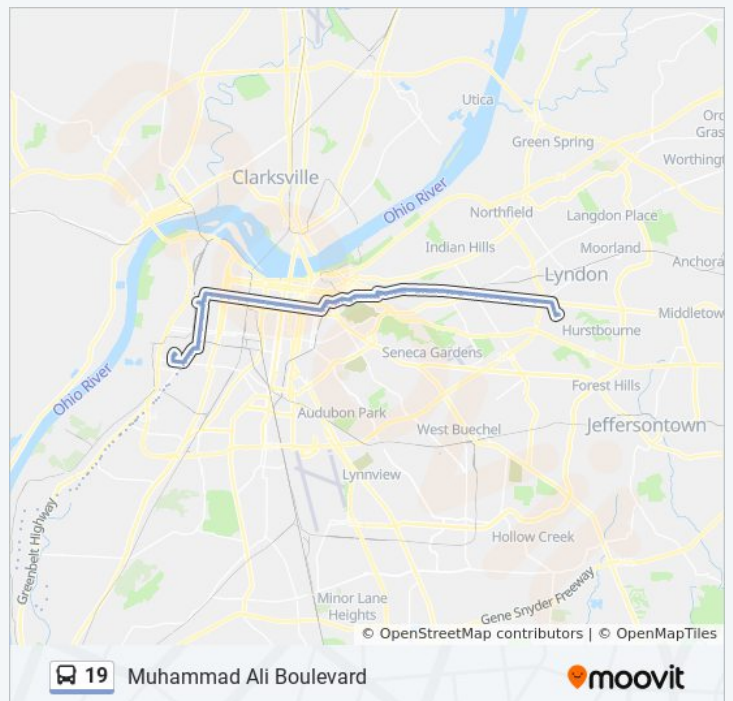 Utica
Ord
Gras
Green Spring
Worthingt
Clarksville
Ohio River
Northfield
Langdon Place
Indian Hills
Moorland
Lyndon
Anchora
Middletow
Hurstbourne
Seneca Gardens
Forest Hills
Ohio River
Audubon Park
West Buechel
Jeffersontown
Lynnview
Greenbelt Highway
Hollow Creek
Minor Lane
Heights
Gene Snyder Freeway
© OpenStreetMap contributors | © OpenMapTiles
19 Muhammad Ali Boulevard
moovit